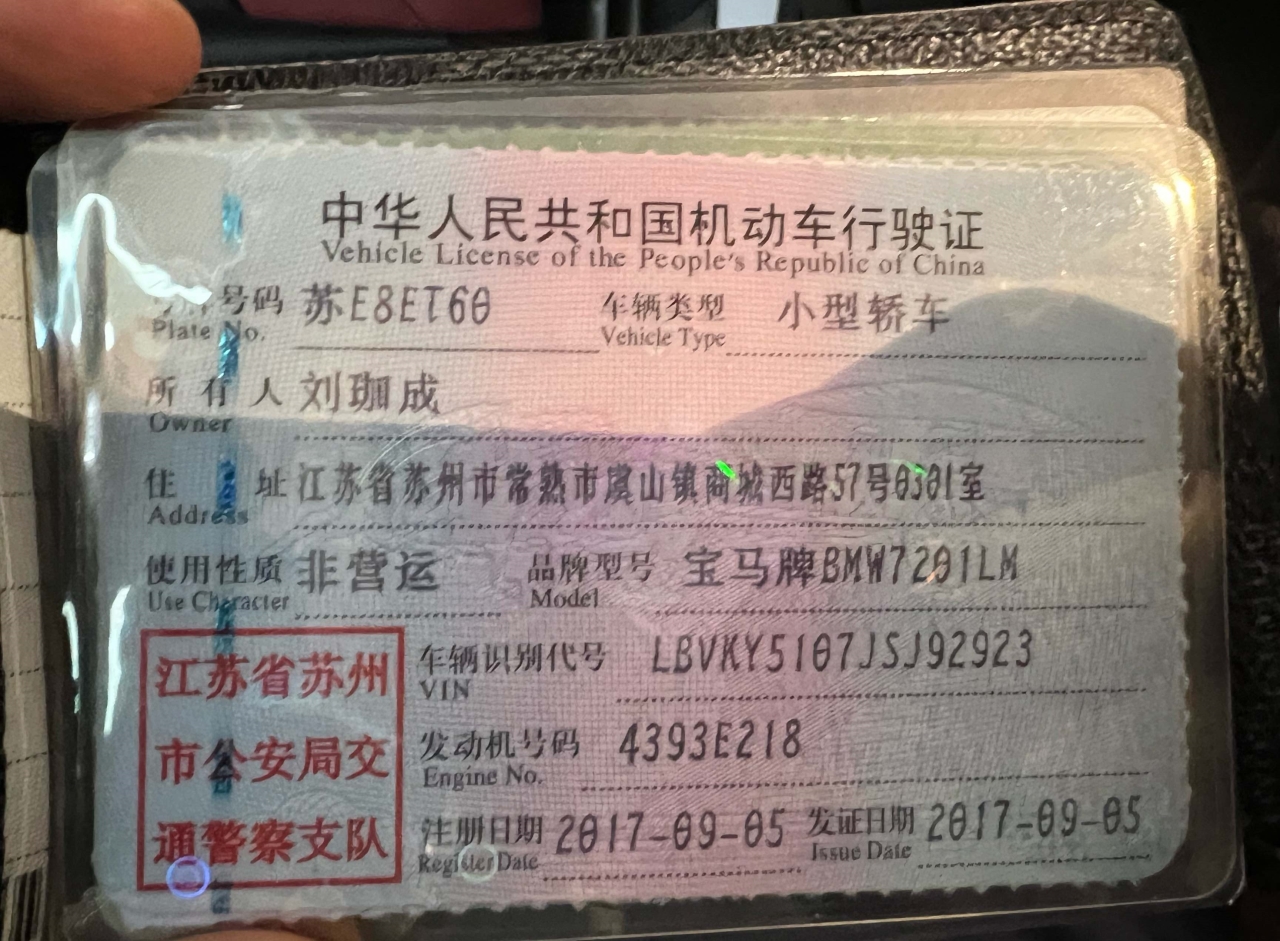 中华人民共和国机动车行驶证
Vehicle License of the People's Republic of China
号码 苏E8ET60 车辆类型 小型轿车
Plate No. Vehicle Type
所有人 刘珈成
Owner
住址 江苏省苏州市常熟市虞山镇商城西路57号0301室
Address
使用性质 非营运 品牌型号 宝马牌BMW7201LM
Use Character Model
江苏省苏州
市公安局交
通警察支队
车辆识别代号 LBVKY5107JSJ92923
VIN
发动机号码 4393E218
Engine No.
注册日期 2017-09-05 发证日期 2017-09-05
Register Date Issue Date